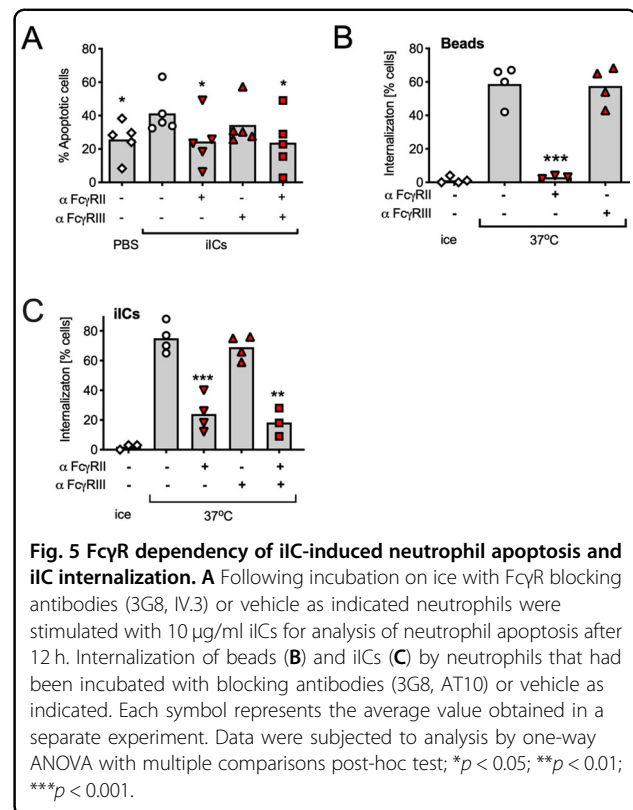 A
% Apoptotic cells
80
60
40
20
0
* * *
α FcγRII - - + - +
α FcγRIII - - - + +
PBS iICs
B
Beads
Internalizaton [% cells]
80
60
40
20
0
***
α FcγRII - - + -
α FcγRIII - - - +
ice 37°C
C
iICs
Internalizaton [% cells]
80
60
40
20
0
*** **
α FcγRII - - + - +
α FcγRIII - - - + +
ice 37°C
Fig. 5 FcγR dependency of iIC-induced neutrophil apoptosis and
iIC internalization. A Following incubation on ice with FcγR blocking
antibodies (3G8, IV.3) or vehicle as indicated neutrophils were
stimulated with 10 µg/ml iICs for analysis of neutrophil apoptosis after
12 h. Internalization of beads (B) and iICs (C) by neutrophils that had
been incubated with blocking antibodies (3G8, AT10) or vehicle as
indicated. Each symbol represents the average value obtained in a
separate experiment. Data were subjected to analysis by one-way
ANOVA with multiple comparisons post-hoc test; *p < 0.05; **p < 0.01;
***p < 0.001.